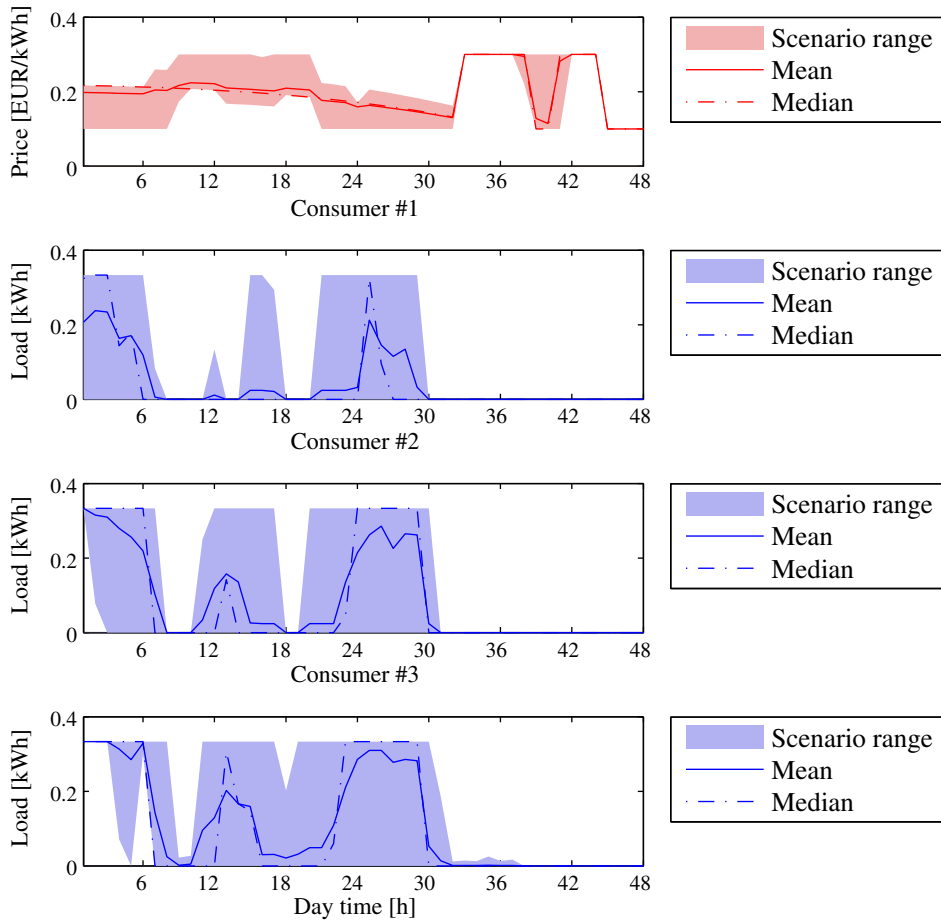 Price [EUR/kWh]
0.4
0.2
0
6 12 18 24 30 36 42 48
Scenario range
Mean
Median
Consumer #1
Load [kWh]
0.4
0.2
0
6 12 18 24 30 36 42 48
Scenario range
Mean
Median
Consumer #2
Load [kWh]
0.4
0.2
0
6 12 18 24 30 36 42 48
Scenario range
Mean
Median
Consumer #3
Load [kWh]
0.4
0.2
0
6 12 18 24 30 36 42 48
Day time [h]
Scenario range
Mean
Median